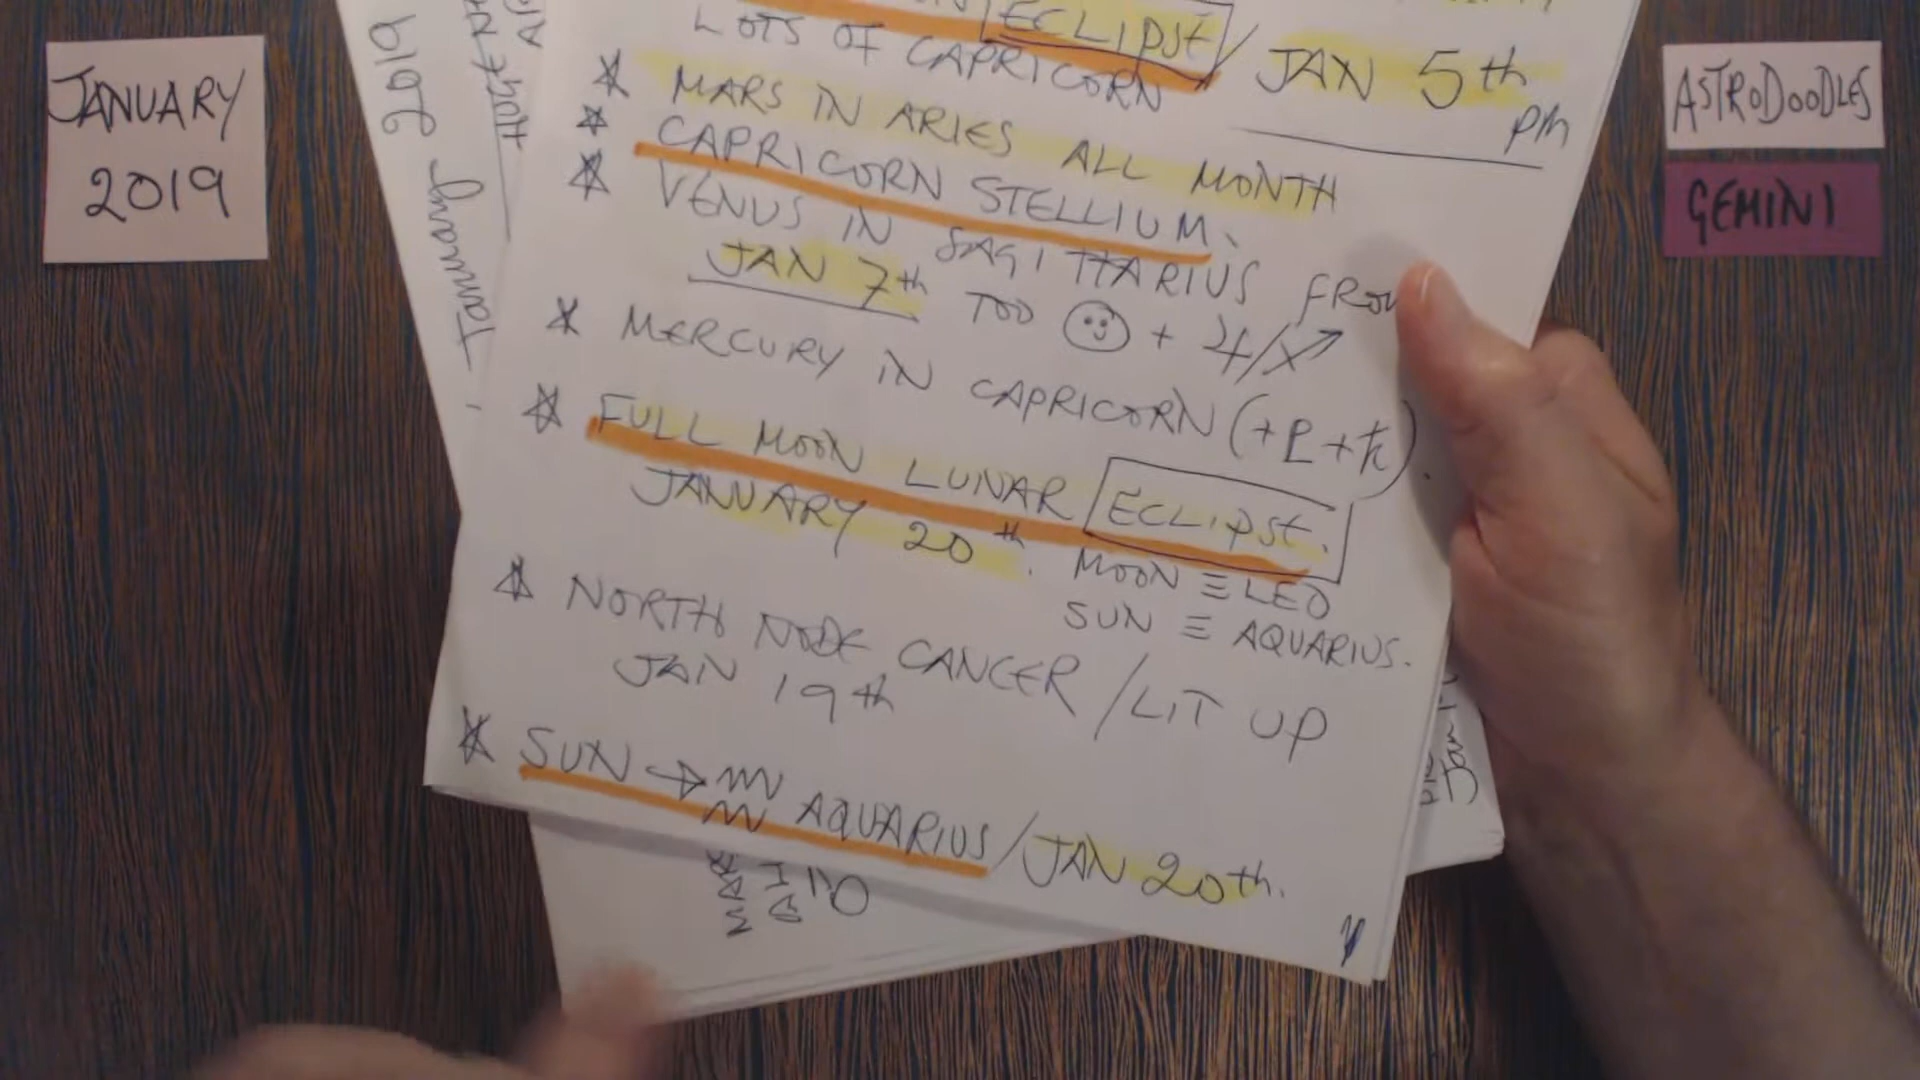 JANUARY
2019
ASTRODOODLES
GEMINI
2019
January
HUGE
ECLIPSE / JAN 5th
pm
LOTS OF CAPRICORN
* MARS IN ARIES ALL MONTH
* CAPRICORN STELLIUM.
* VENUS IN SAGITTARIUS FROM
JAN 7th TOO ☺ + ♃/♐
* MERCURY IN CAPRICORN (+ P + ♄).
* FULL MOON LUNAR ECLIPSE.
JANUARY 20th. MOON ≡ LEO
SUN ≡ AQUARIUS.
* NORTH NODE CANCER / LIT UP
JAN 19th
* SUN → ♒ AQUARIUS / JAN 20th.